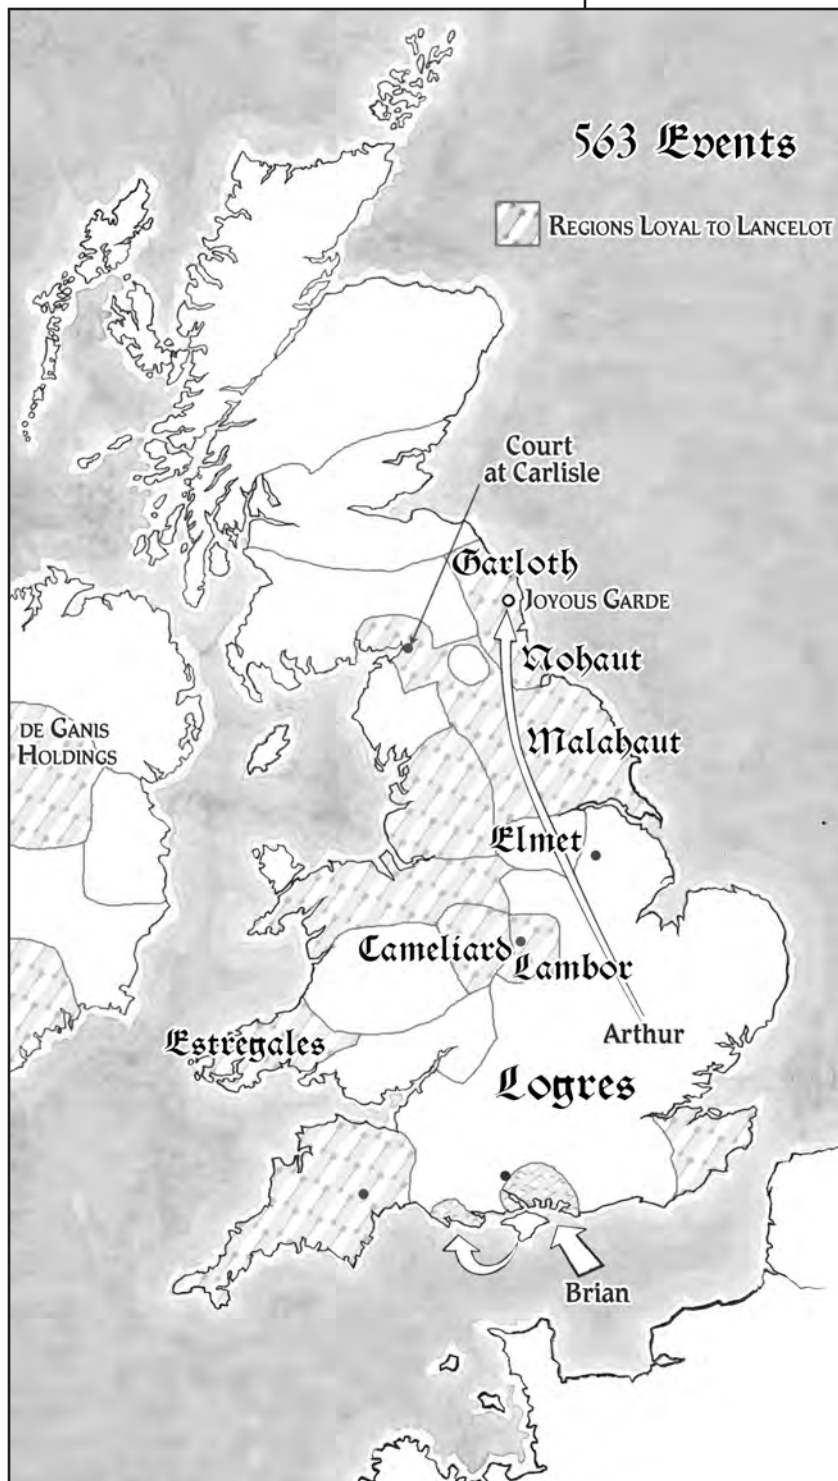 563 Events
Regions Loyal to Lancelot
Court
at Carlisle
Garloth
Joyous Garde
Nohaut
de Ganis
Holdings
Malahaut
Elmet
Cameliard
Lambor
Arthur
Estregales
Logres
Brian